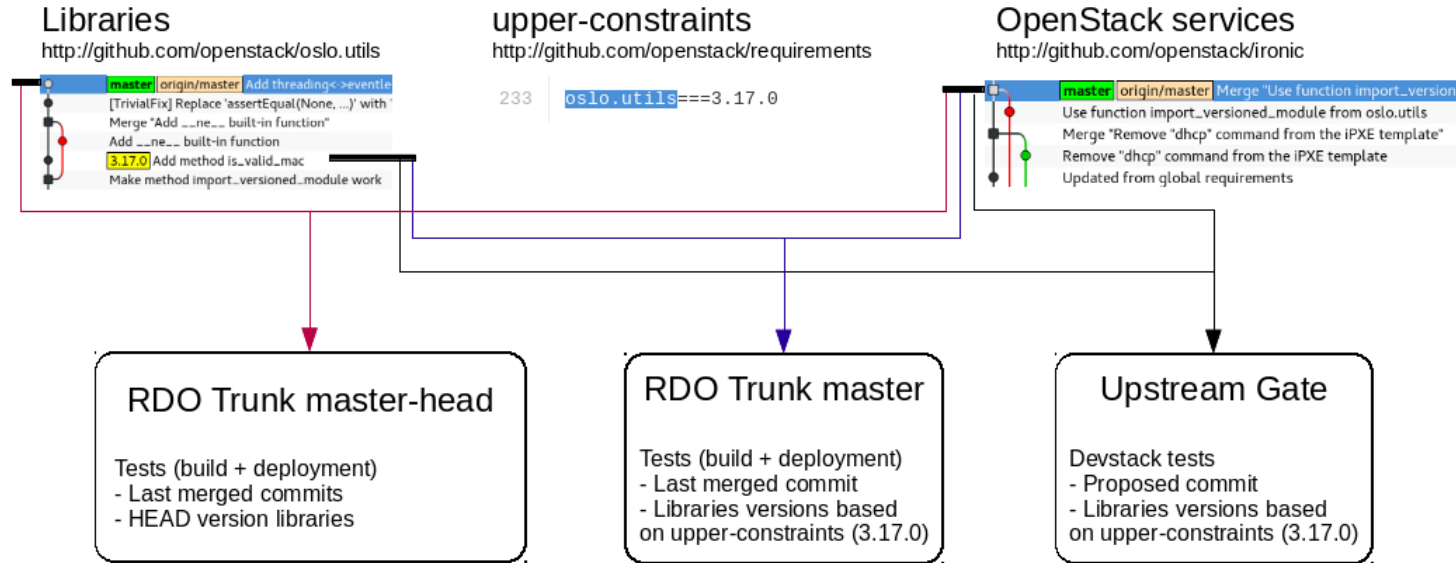 Libraries
http://github.com/openstack/oslo.utils
master origin/master Add threading<->eventle
[TrivialFix] Replace 'assertEqual(None, ...)' with '
Merge "Add __ne__ built-in function"
Add __ne__ built-in function
3.17.0 Add method is_valid_mac
Make method import_versioned_module work
upper-constraints
http://github.com/openstack/requirements
233 oslo.utils===3.17.0
OpenStack services
http://github.com/openstack/ironic
master origin/master Merge "Use function import_version
Use function import_versioned_module from oslo.utils
Merge "Remove "dhcp" command from the iPXE template"
Remove "dhcp" command from the iPXE template
Updated from global requirements
RDO Trunk master-head
Tests (build + deployment)
- Last merged commits
- HEAD version libraries
RDO Trunk master
Tests (build + deployment)
- Last merged commit
- Libraries versions based
on upper-constraints (3.17.0)
Upstream Gate
Devstack tests
- Proposed commit
- Libraries versions based
on upper-constraints (3.17.0)